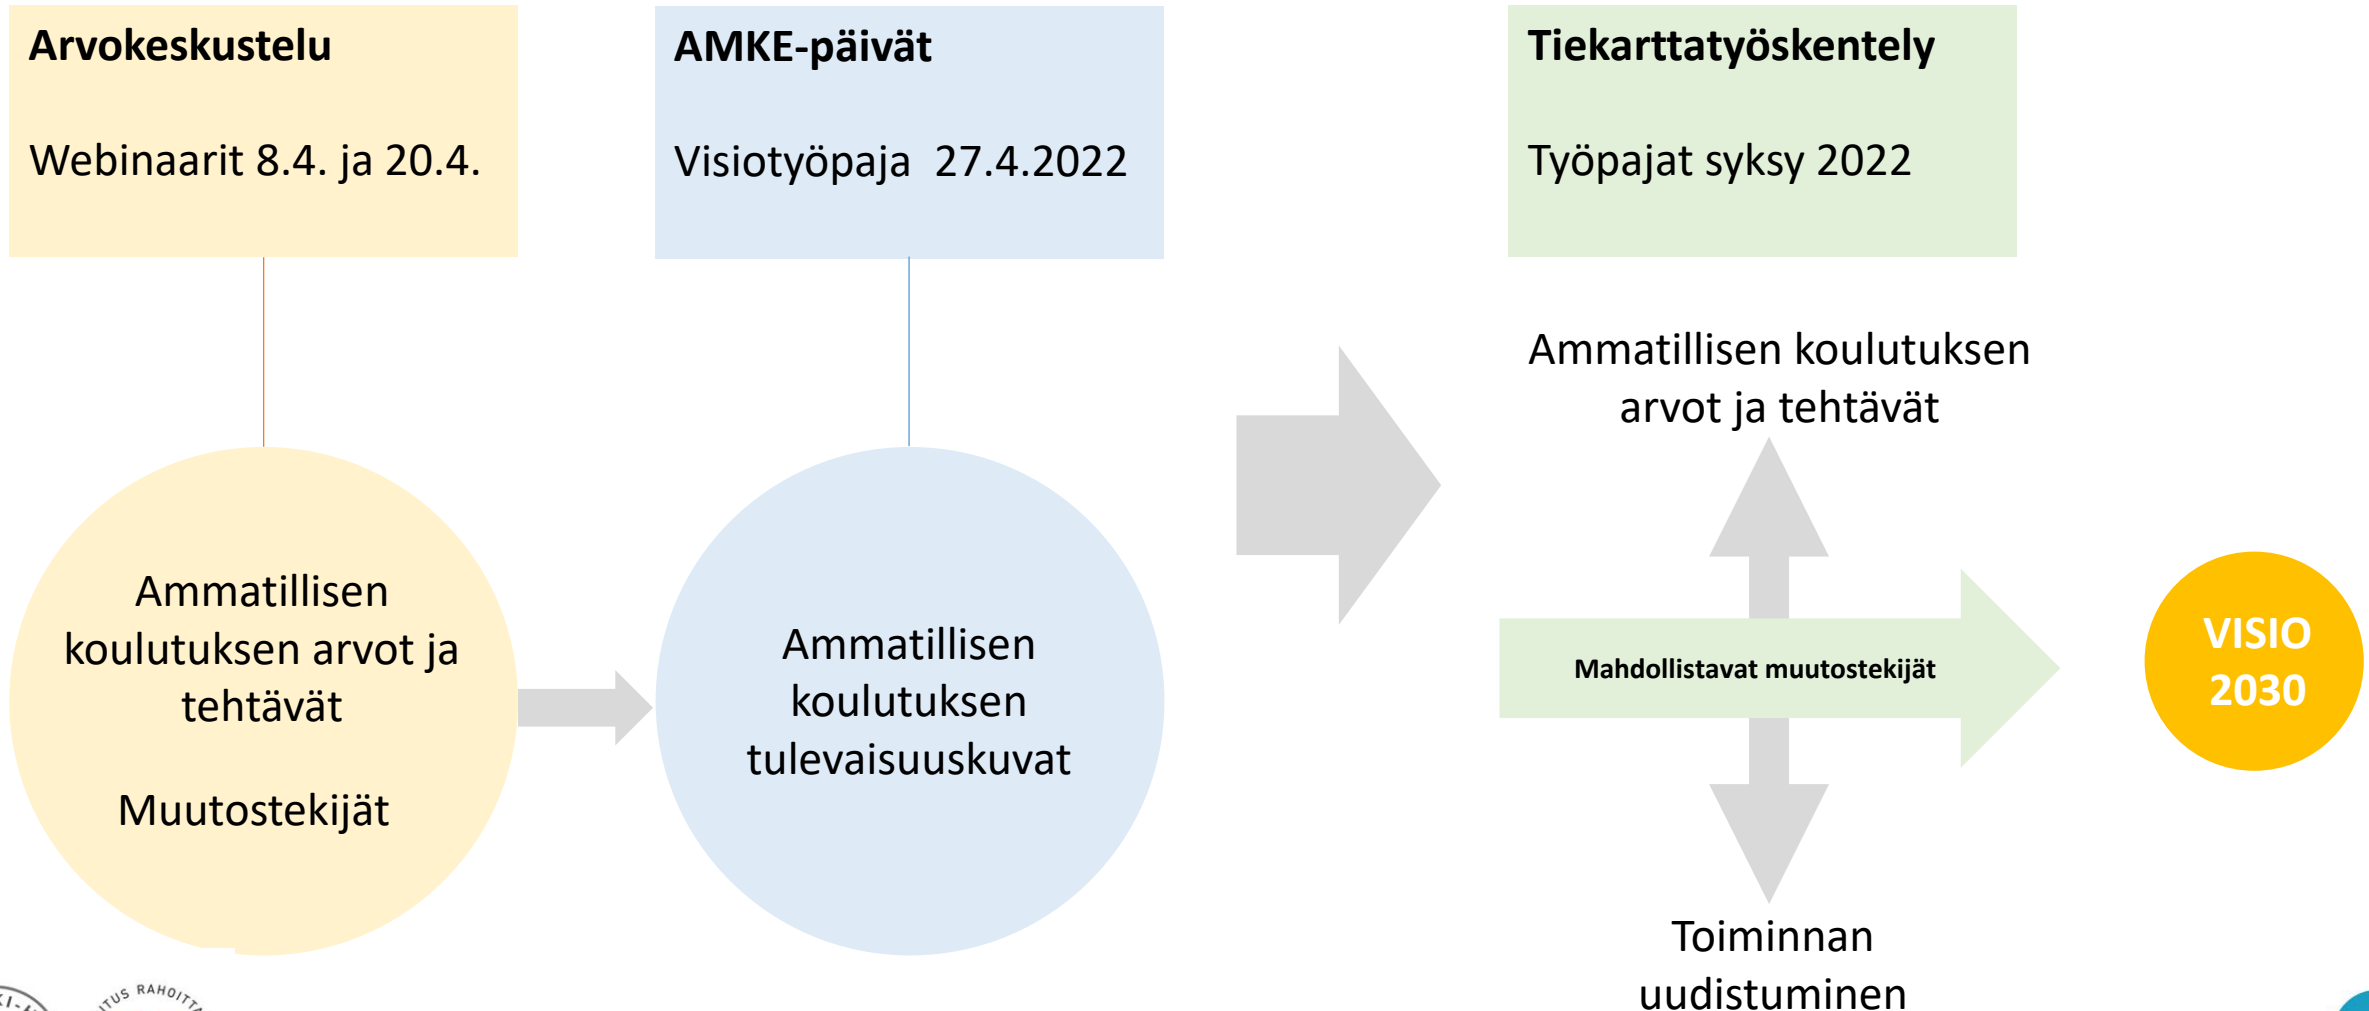 Arvokeskustelu
Webinaarit 8.4. ja 20.4.
AMKE-päivät
Visiotyöpaja 27.4.2022
Tiekarttatyöskentely
Työpajat syksy 2022
Ammatillisen
koulutuksen arvot ja
tehtävät
Muutostekijät
Ammatillisen
koulutuksen
tulevaisuuskuvat
Ammatillisen koulutuksen
arvot ja tehtävät
Mahdollistavat muutostekijät
Toiminnan
uudistuminen
VISIO
2030